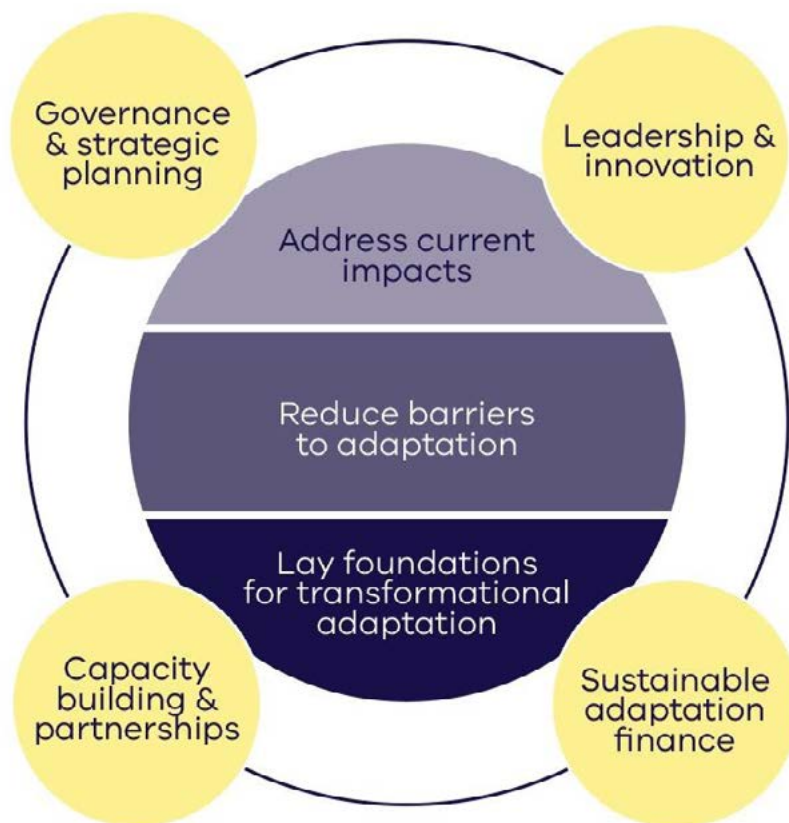 Governance
& strategic
planning
Leadership &
innovation
Address current
impacts
Reduce barriers
to adaptation
Lay foundations
for transformational
adaptation
Capacity
building &
partnerships
Sustainable
adaptation
finance